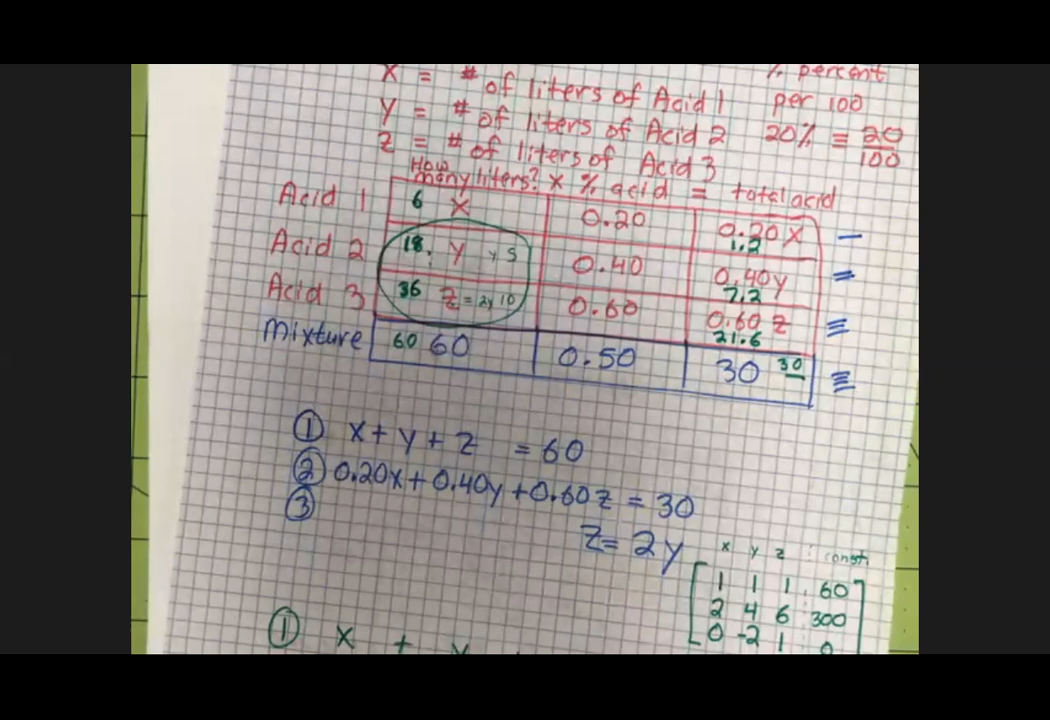 X = # of liters of Acid 1 % percent
Y = # of liters of Acid 2 per 100
Z = # of liters of Acid 3 20% = 20/100
How many liters? x % acid = total acid
Acid 1 6 X 0.20 0.20X 1.2 –
Acid 2 18 Y y 5 0.40 0.40y 7.2 =
Acid 3 36 Z = 2y 10 0.60 0.60 Z 21.6 ≡
Mixture 60 60 0.50 30 30
① X + Y + Z = 60
② 0.20X + 0.40y + 0.60Z = 30
③ Z = 2y
x y z : const.
1 1 1 60
2 4 6 300
0 -2 1 0
① X + Y